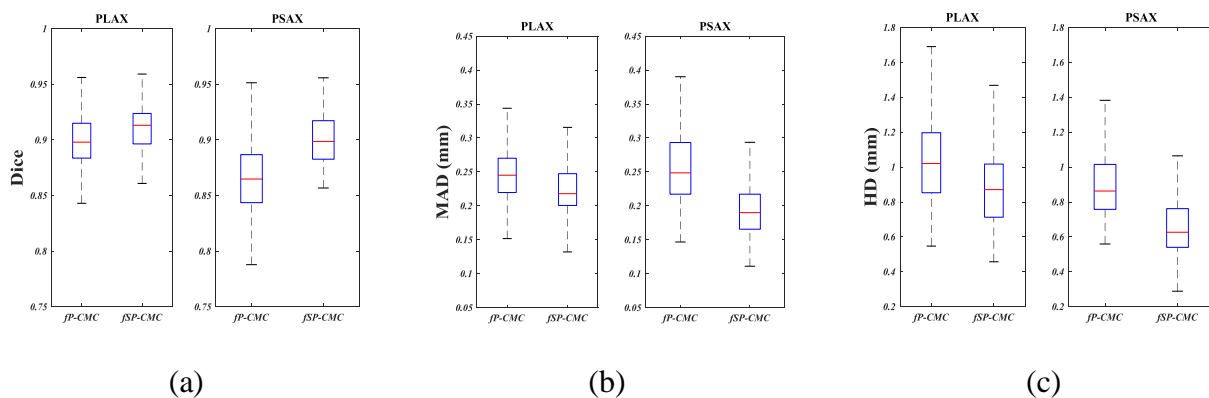 PLAX
PSAX
Dice
1
0.95
0.9
0.85
0.8
0.75
fP-CMC fSP-CMC
1
0.95
0.9
0.85
0.8
0.75
fP-CMC fSP-CMC
(a)
PLAX
PSAX
MAD (mm)
0.45
0.4
0.35
0.3
0.25
0.2
0.15
0.1
0.05
fP-CMC fSP-CMC
0.45
0.4
0.35
0.3
0.25
0.2
0.15
0.1
0.05
fP-CMC fSP-CMC
(b)
PLAX
PSAX
HD (mm)
1.8
1.6
1.4
1.2
1
0.8
0.6
0.4
0.2
fP-CMC fSP-CMC
1.8
1.6
1.4
1.2
1
0.8
0.6
0.4
0.2
fP-CMC fSP-CMC
(c)